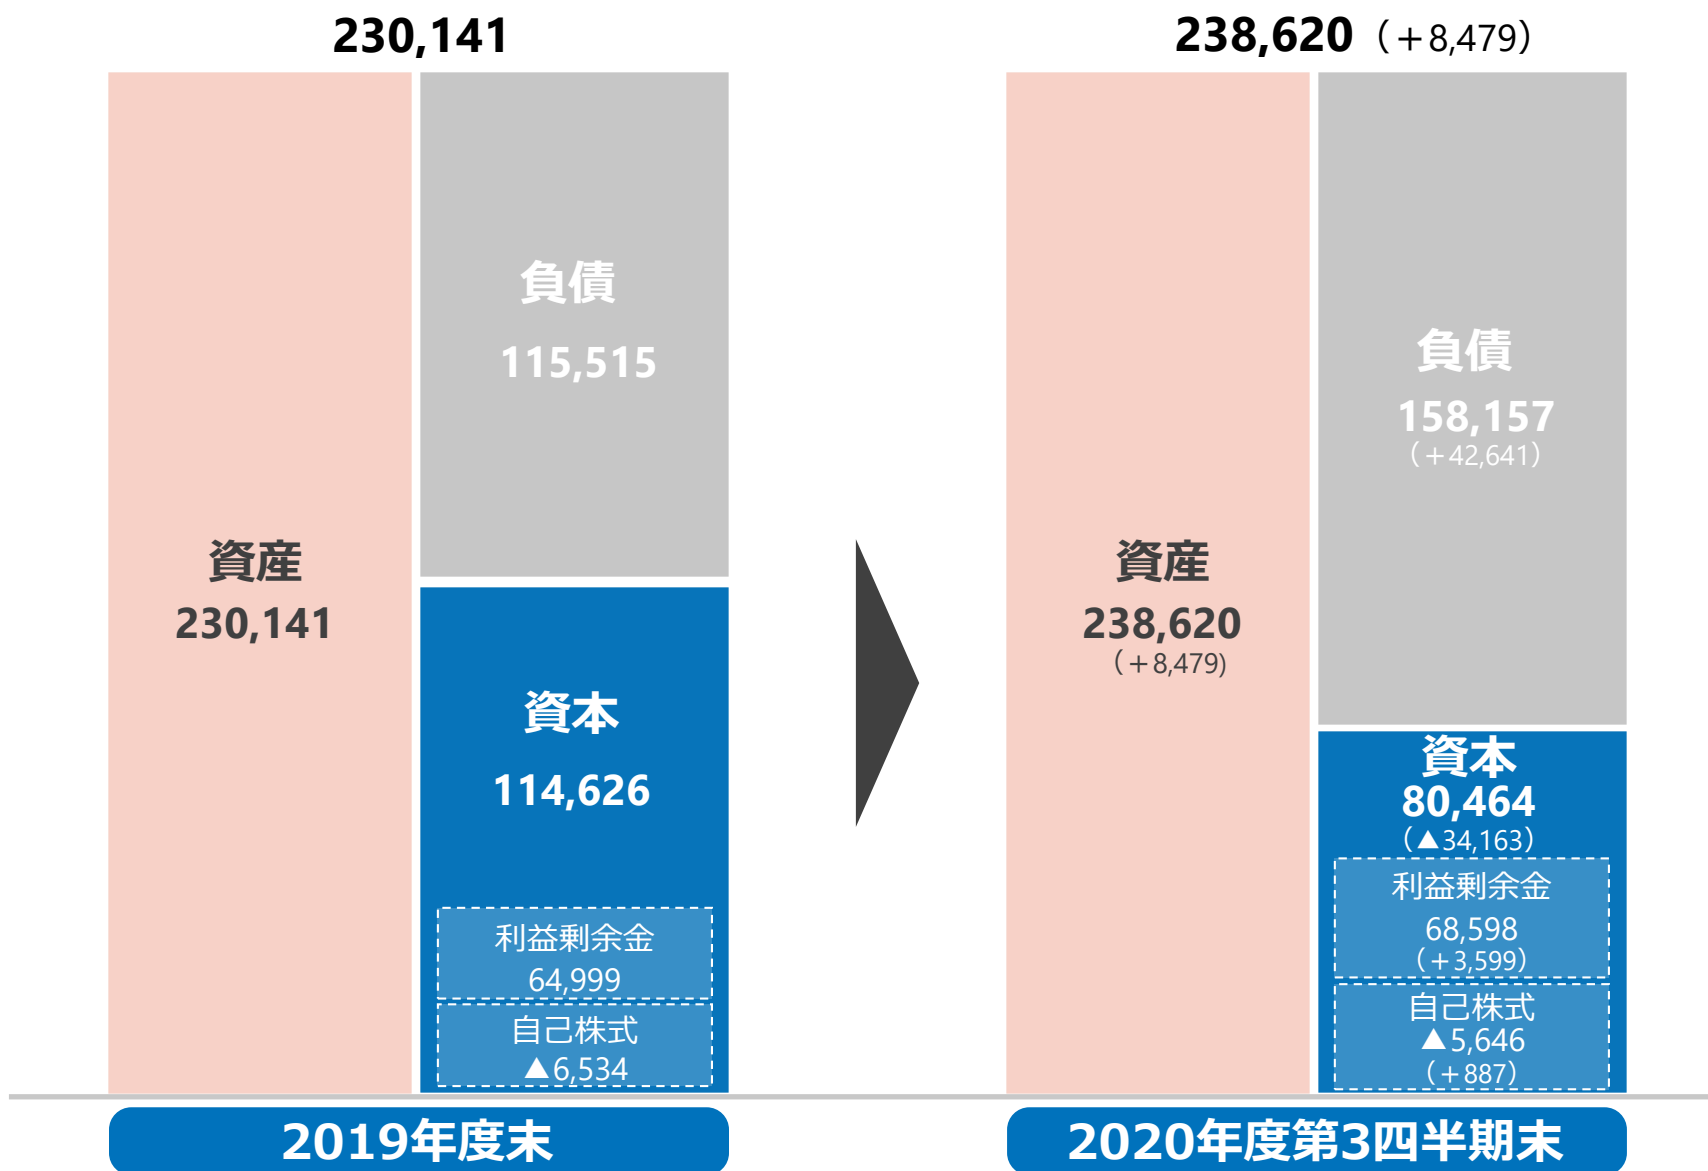 230,141
資産
230,141
負債
115,515
資本
114,626
利益剰余金
64,999
自己株式
▲6,534
2019年度末
238,620（＋8,479）
資産
238,620
（＋8,479)
負債
158,157
（＋42,641）
資本
80,464
（▲34,163）
利益剰余金
68,598
（＋3,599）
自己株式
▲5,646
（＋887）
2020年度第3四半期末